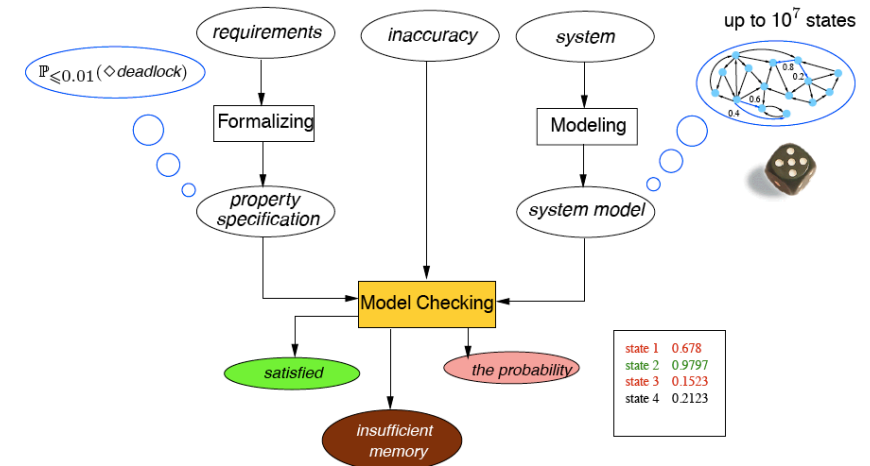 up to 10⁷ states
requirements
inaccuracy
system
ℙ⩽0.01(◇deadlock)
0.8
0.2
0.6
0.4
Formalizing
Modeling
property
specification
system model
Model Checking
satisfied
the probability
insufficient
memory
state 1 0.678
state 2 0.9797
state 3 0.1523
state 4 0.2123